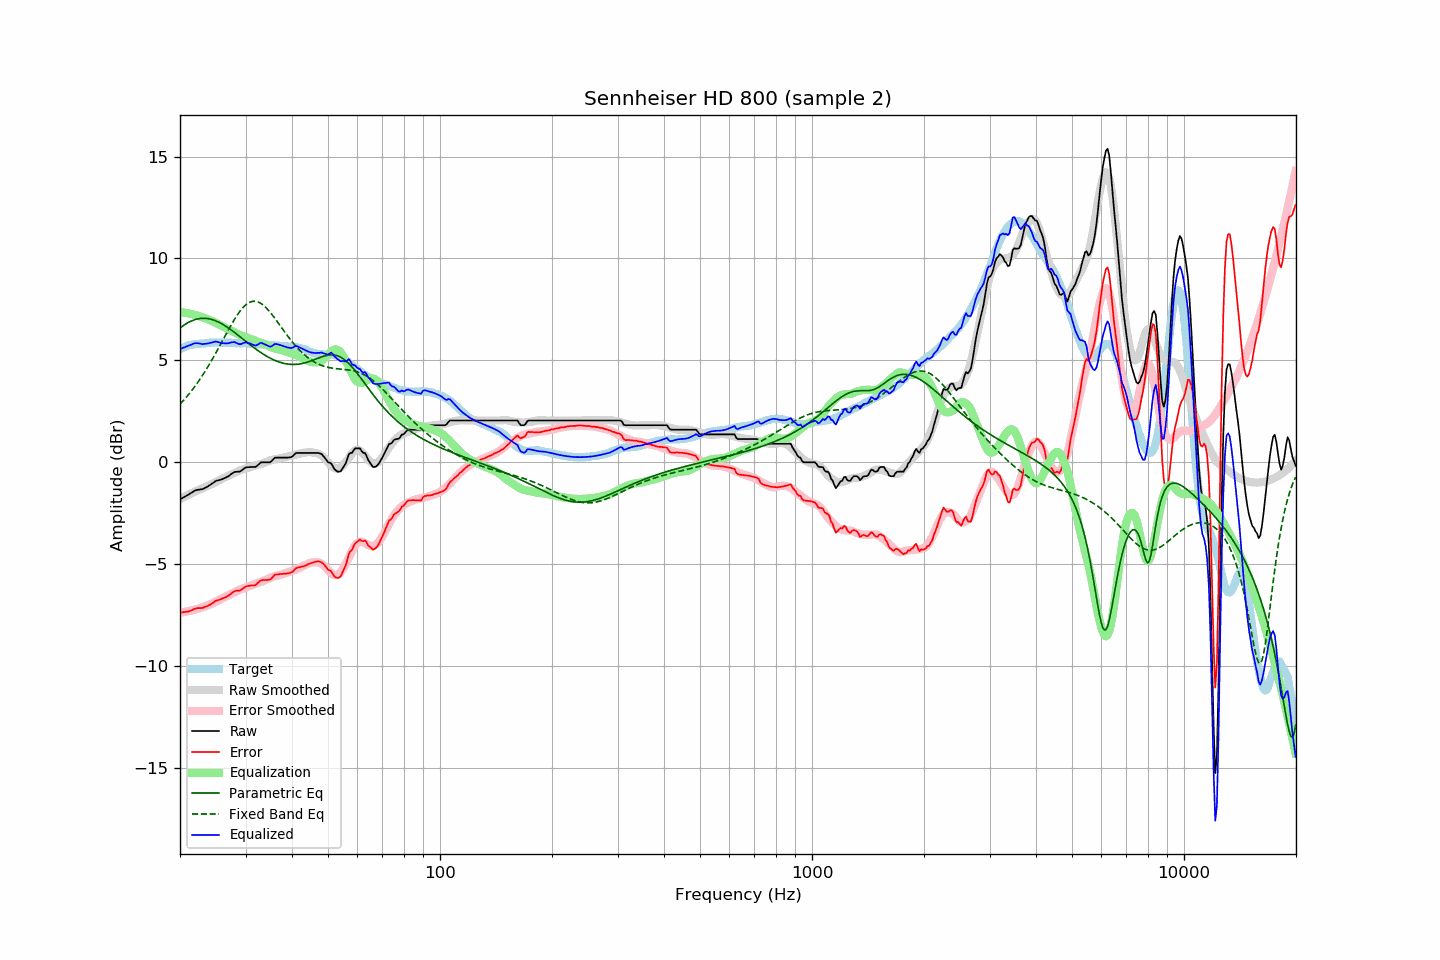 Sennheiser HD 800 (sample 2)
15
10
5
0
−5
−10
−15
Amplitude (dBr)
Target
Raw Smoothed
Error Smoothed
Raw
Error
Equalization
Parametric Eq
Fixed Band Eq
Equalized
100
1000
10000
Frequency (Hz)